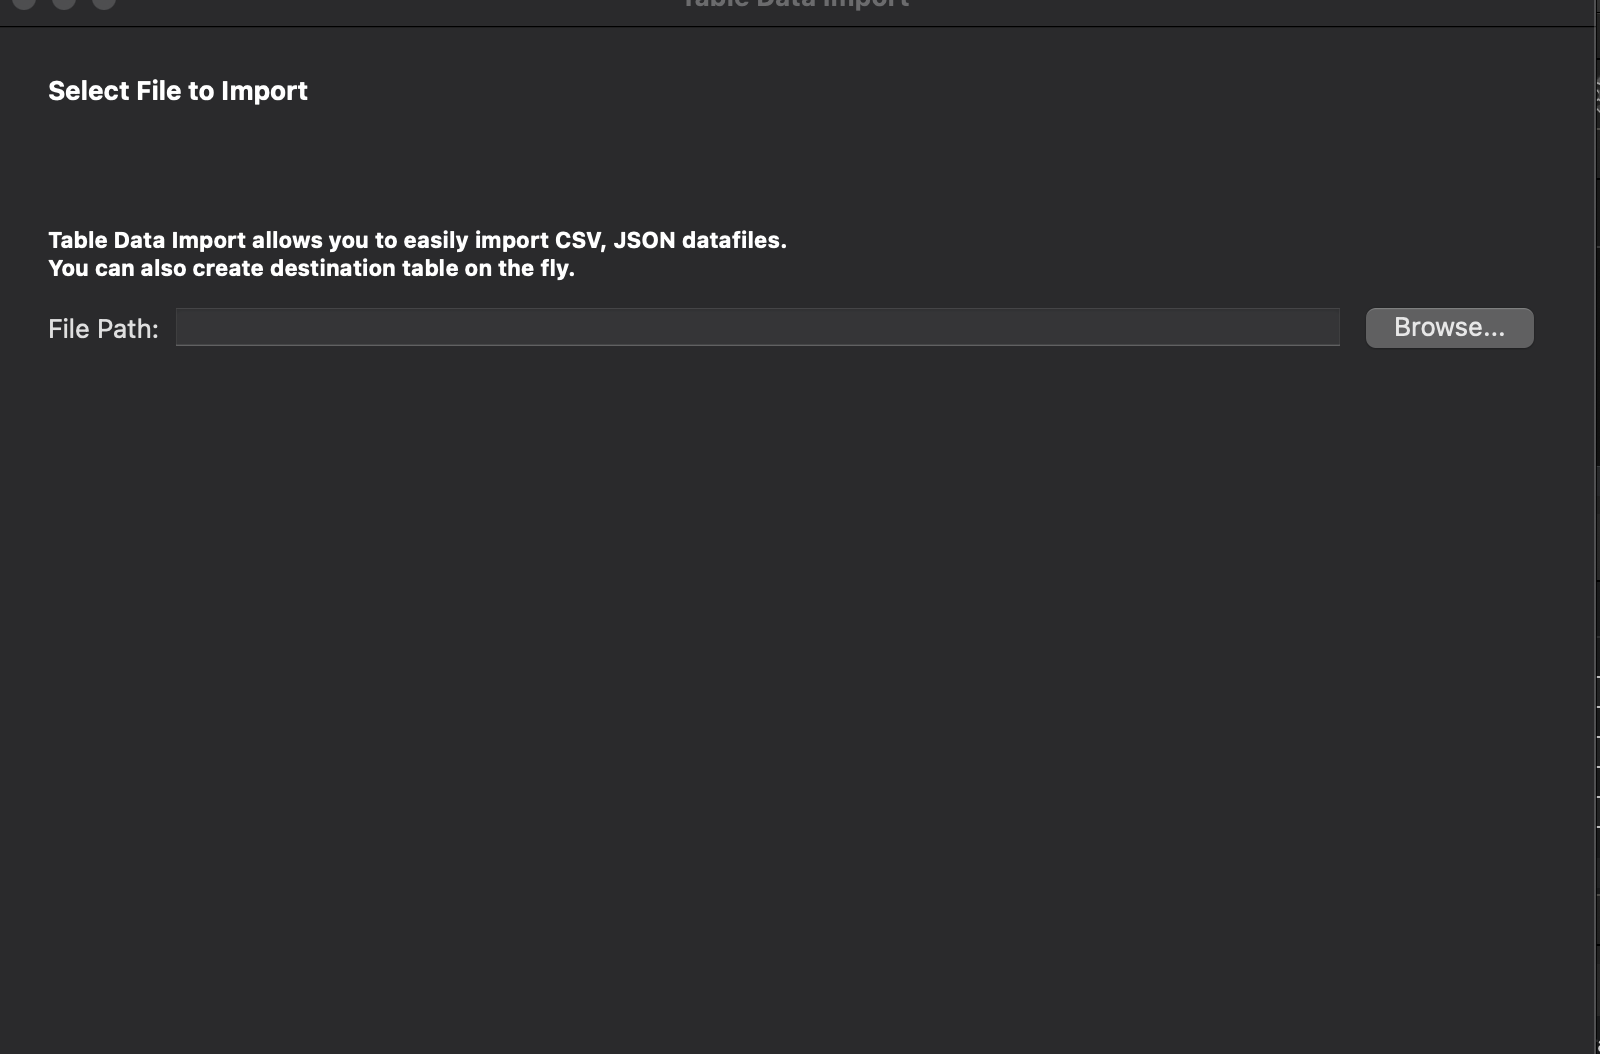 Table Data Import
Select File to Import
Table Data Import allows you to easily import CSV, JSON datafiles.
You can also create destination table on the fly.
File Path:
Browse...